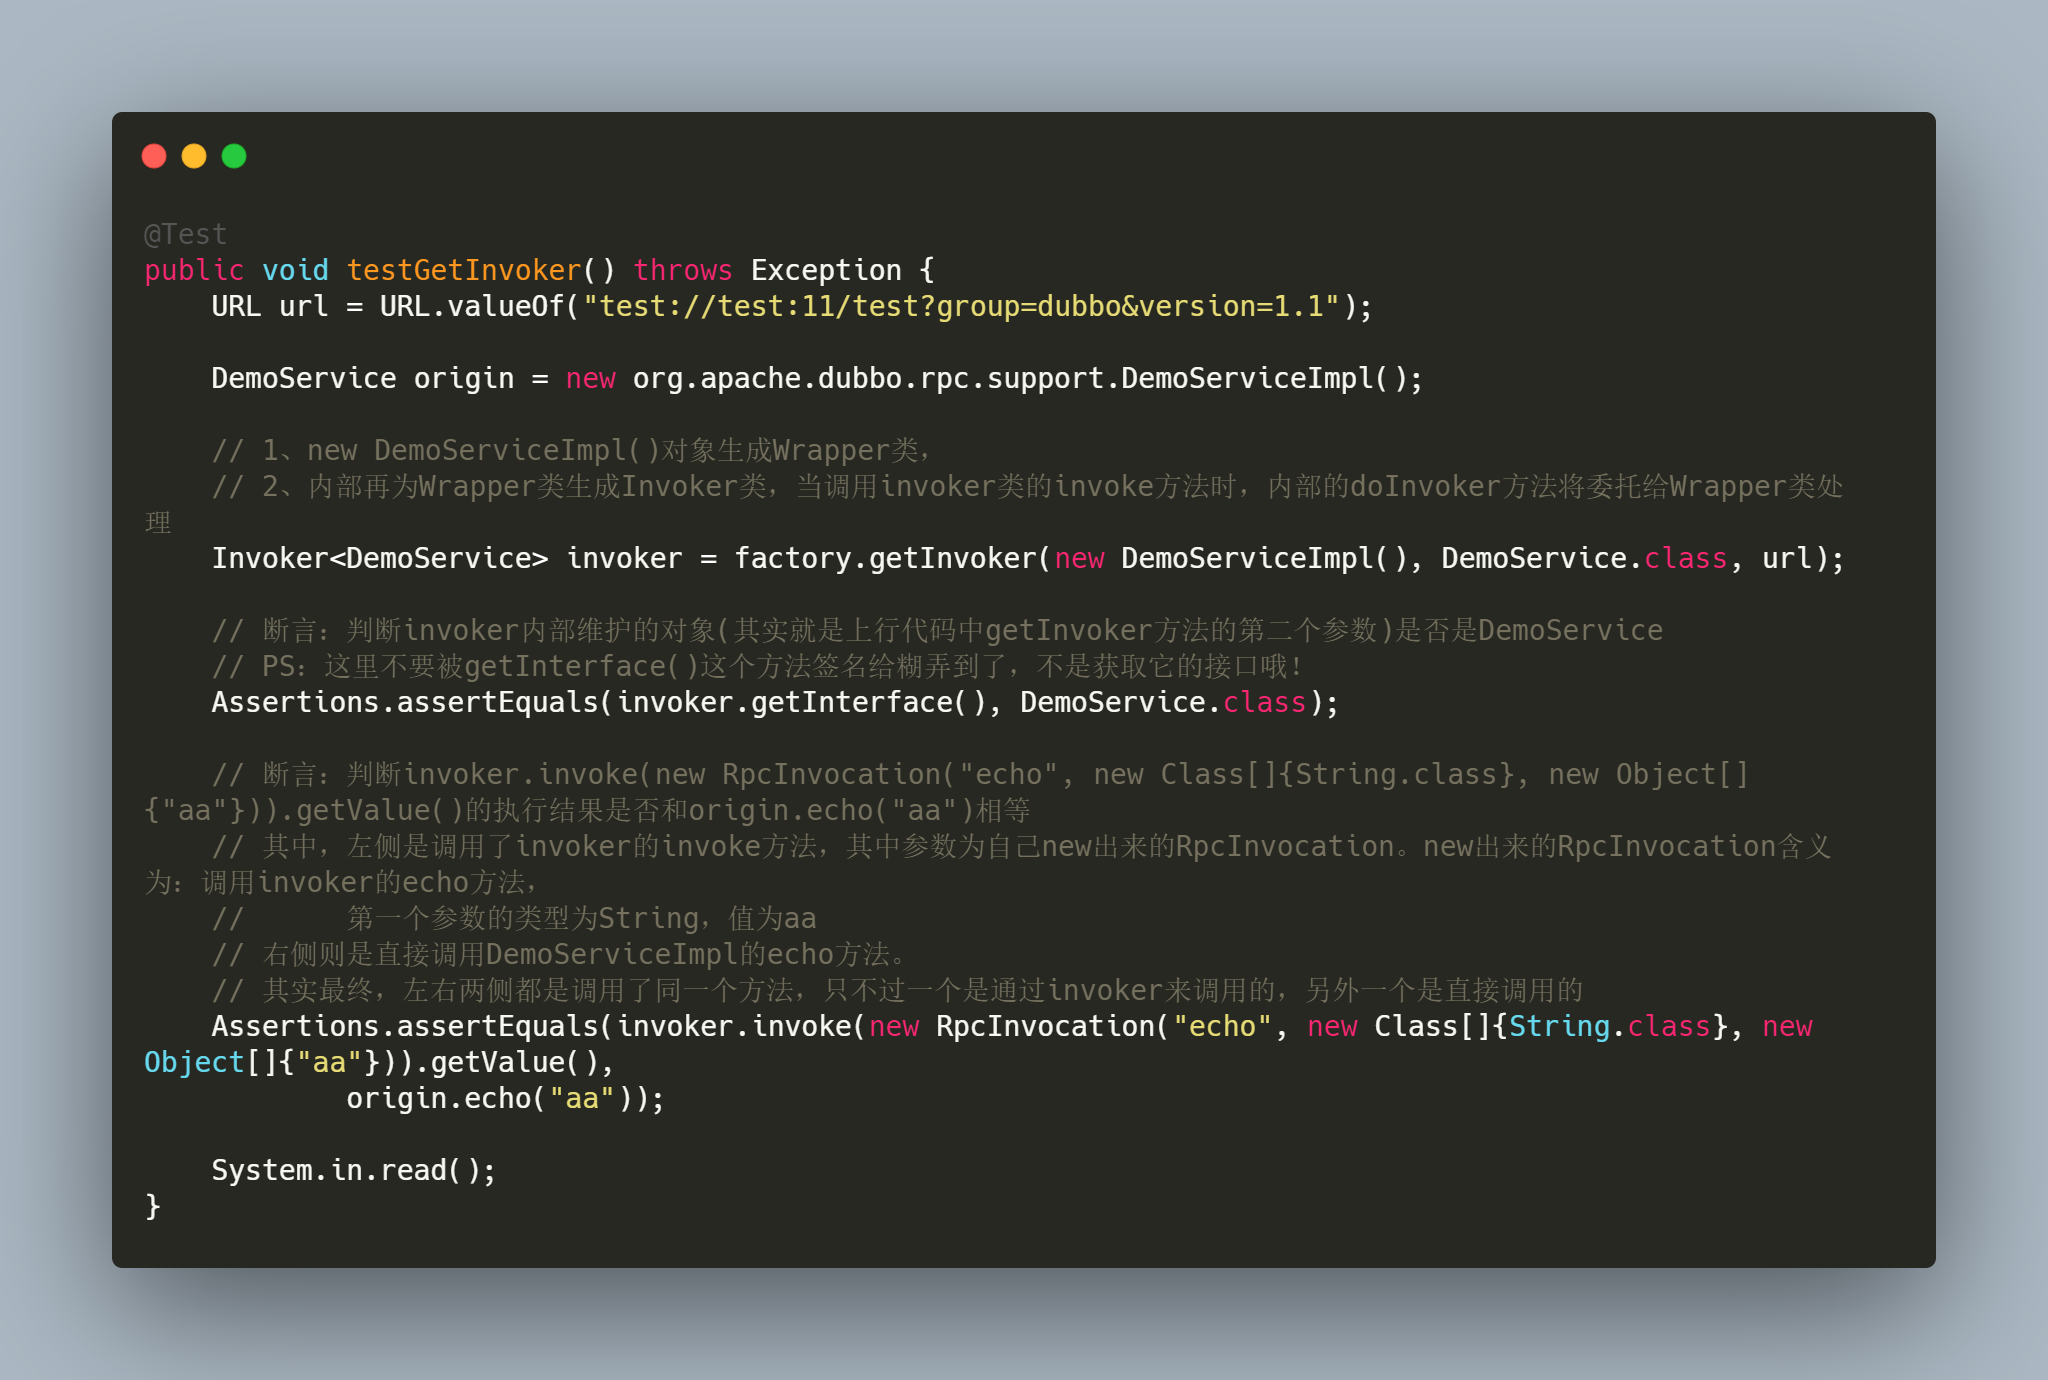 @Test
public void testGetInvoker() throws Exception {
    URL url = URL.valueOf("test://test:11/test?group=dubbo&version=1.1");

    DemoService origin = new org.apache.dubbo.rpc.support.DemoServiceImpl();

    // 1、new DemoServiceImpl()对象生成Wrapper类，
    // 2、内部再为Wrapper类生成Invoker类，当调用invoker类的invoke方法时，内部的doInvoker方法将委托给Wrapper类处
理
    Invoker<DemoService> invoker = factory.getInvoker(new DemoServiceImpl(), DemoService.class, url);

    // 断言：判断invoker内部维护的对象(其实就是上行代码中getInvoker方法的第二个参数)是否是DemoService
    // PS：这里不要被getInterface()这个方法签名给糊弄到了，不是获取它的接口哦！
    Assertions.assertEquals(invoker.getInterface(), DemoService.class);

    // 断言：判断invoker.invoke(new RpcInvocation("echo", new Class[]{String.class}, new Object[]
{"aa"})).getValue()的执行结果是否和origin.echo("aa")相等
    // 其中，左侧是调用了invoker的invoke方法，其中参数为自己new出来的RpcInvocation。new出来的RpcInvocation含义
为：调用invoker的echo方法，
    //      第一个参数的类型为String，值为aa
    // 右侧则是直接调用DemoServiceImpl的echo方法。
    // 其实最终，左右两侧都是调用了同一个方法，只不过一个是通过invoker来调用的，另外一个是直接调用的
    Assertions.assertEquals(invoker.invoke(new RpcInvocation("echo", new Class[]{String.class}, new
Object[]{"aa"})).getValue(),
            origin.echo("aa"));

    System.in.read();
}